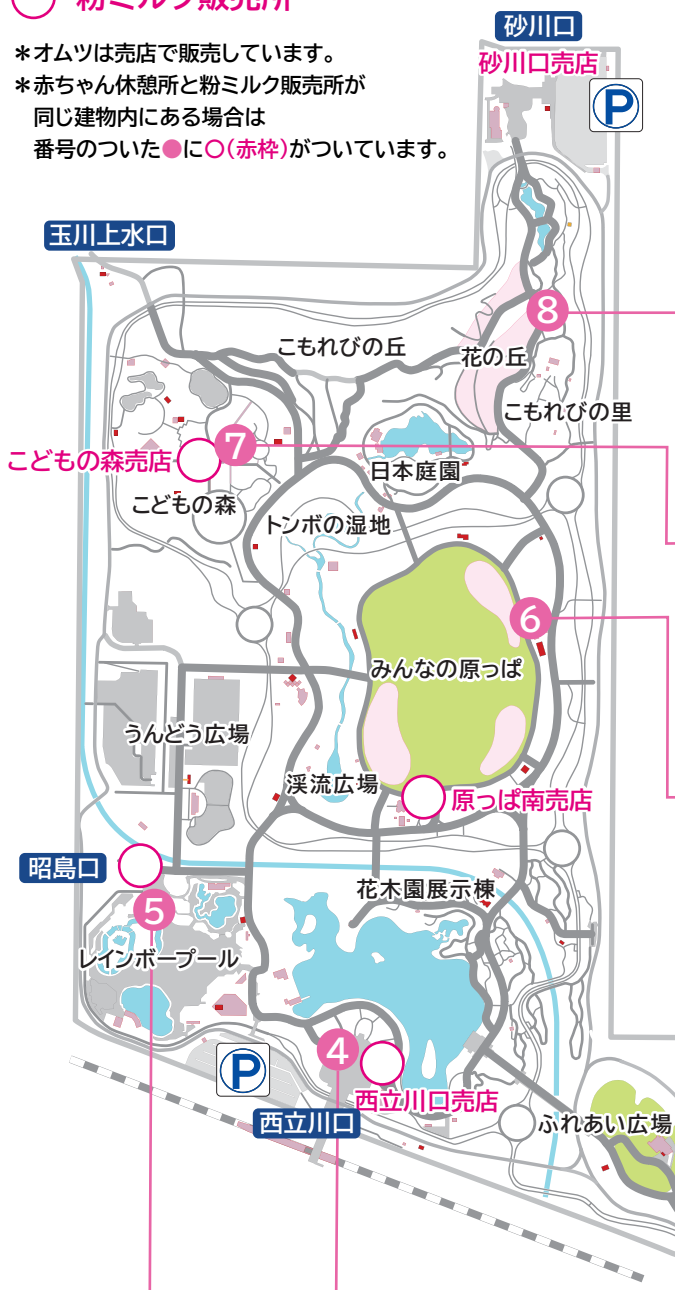 粉ミルク販売所
＊オムツは売店で販売しています。
＊赤ちゃん休憩所と粉ミルク販売所が
同じ建物内にある場合は
番号のついた●に○(赤枠)がついています。
砂川口
砂川口売店
P
玉川上水口
8
こもれびの丘
花の丘
こもれびの里
7
こどもの森売店
日本庭園
こどもの森
トンボの湿地
6
みんなの原っぱ
うんどう広場
渓流広場
原っぱ南売店
昭島口
花木園展示棟
5
レインボープール
4
P
西立川口売店
西立川口
ふれあい広場